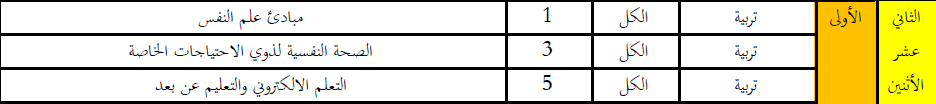 الثاني الأولى تربية الكل 1 مبادئ علم النفس
عشر تربية الكل 3 الصحة النفسية لذوي الاحتياجات الخاصة
الأثنين تربية الكل 5 التعلم الالكتروني والتعليم عن بعد